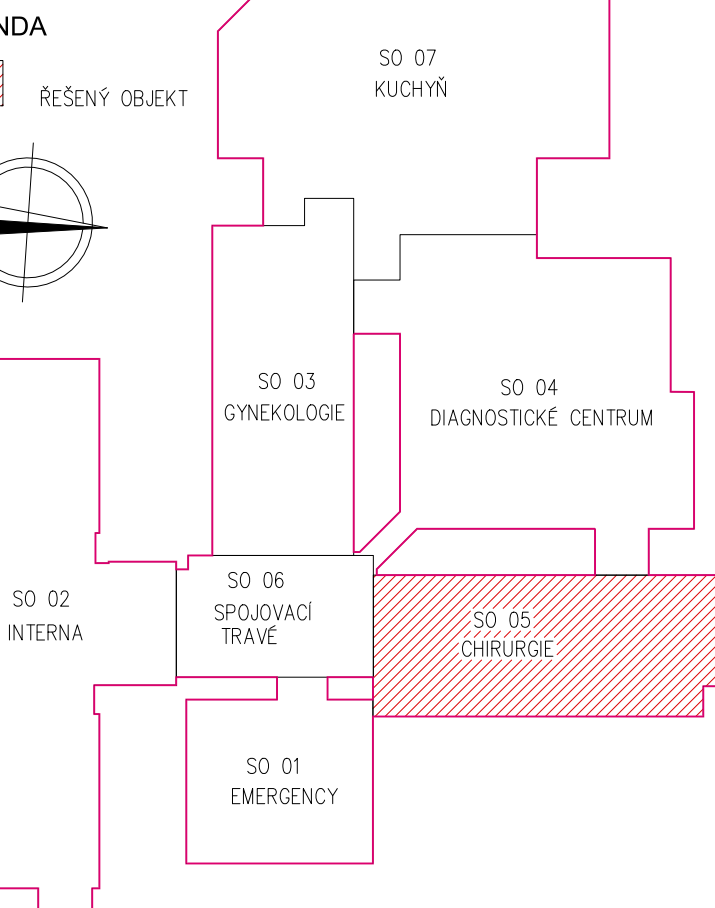 NDA
ŘEŠENÝ OBJEKT
SO 07
KUCHYŇ
SO 03
GYNEKOLOGIE
SO 04
DIAGNOSTICKÉ CENTRUM
SO 02
INTERNA
SO 06
SPOJOVACÍ
TRAVÉ
SO 05
CHIRURGIE
SO 01
EMERGENCY